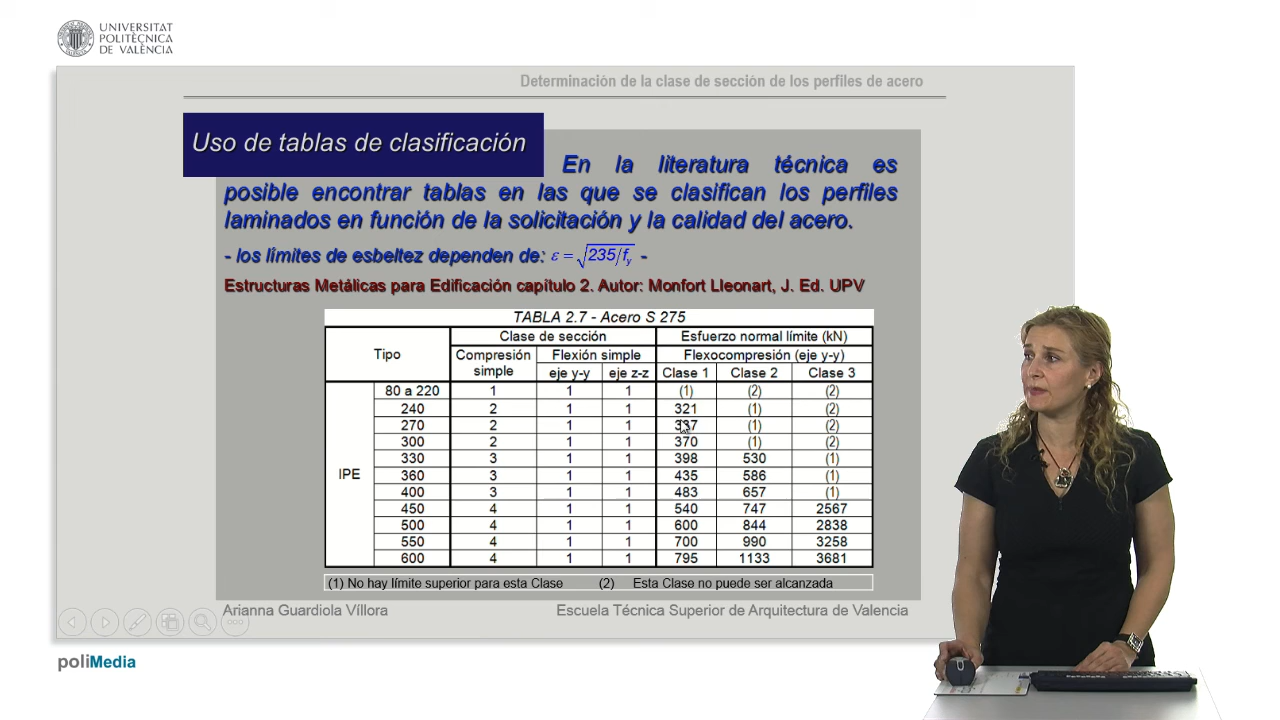 UNIVERSITAT
POLITÈCNICA
DE VALÈNCIA
Determinación de la clase de sección de los perfiles de acero
Uso de tablas de clasificación
En la literatura técnica es
posible encontrar tablas en las que se clasifican los perfiles
laminados en función de la solicitación y la calidad del acero.
- los límites de esbeltez dependen de: ε = √235/fy -
Estructuras Metálicas para Edificación capítulo 2. Autor: Monfort Lleonart, J. Ed. UPV
TABLA 2.7 - Acero S 275
Tipo Clase de sección Esfuerzo normal límite (kN)
Compresión simple Flexión simple Flexocompresión (eje y-y)
eje y-y eje z-z Clase 1 Clase 2 Clase 3
IPE
80 a 220 1 1 1 (1) (2) (2)
240 2 1 1 321 (1) (2)
270 2 1 1 337 (1) (2)
300 2 1 1 370 (1) (2)
330 3 1 1 398 530 (1)
360 3 1 1 435 586 (1)
400 3 1 1 483 657 (1)
450 4 1 1 540 747 2567
500 4 1 1 600 844 2838
550 4 1 1 700 990 3258
600 4 1 1 795 1133 3681
(1) No hay límite superior para esta Clase (2) Esta Clase no puede ser alcanzada
Arianna Guardiola Víllora Escuela Técnica Superior de Arquitectura de Valencia
poliMedia